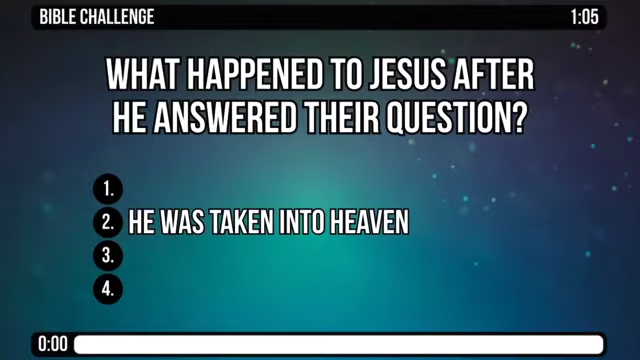 BIBLE CHALLENGE 1:05
WHAT HAPPENED TO JESUS AFTER
HE ANSWERED THEIR QUESTION?
1.
2. HE WAS TAKEN INTO HEAVEN
3.
4.
0:00